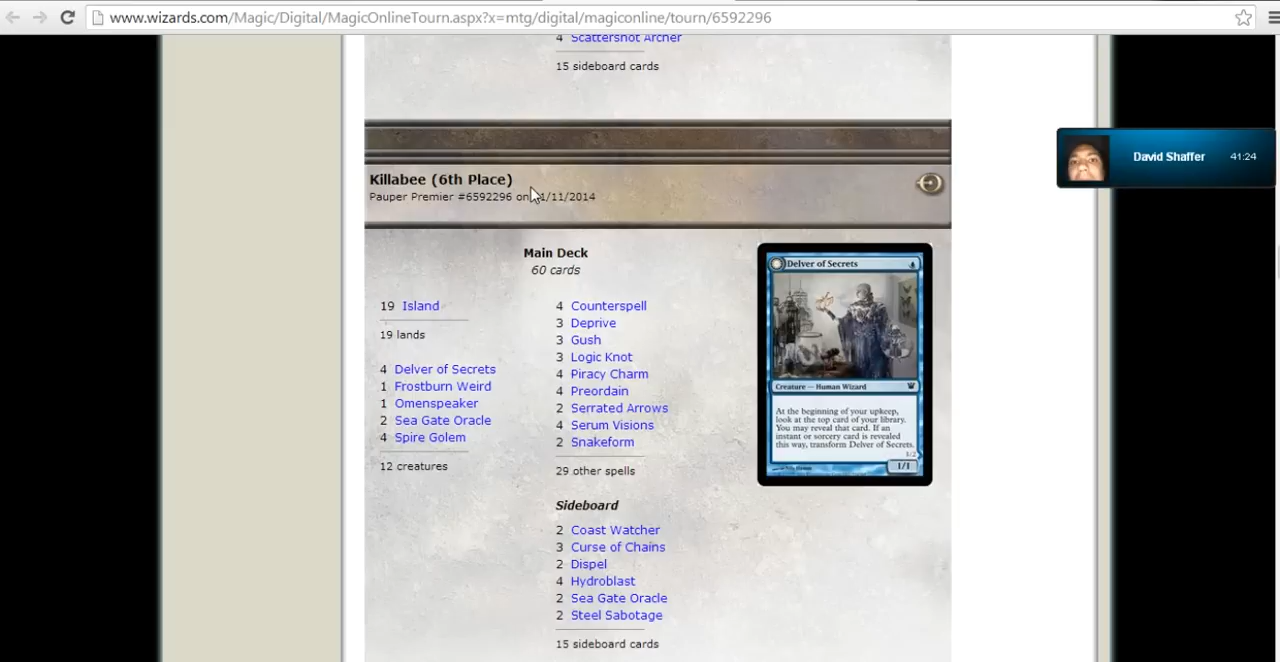 www.wizards.com/Magic/Digital/MagicOnlineTourn.aspx?x=mtg/digital/magiconline/tourn/6592296
4 Scattershot Archer
15 sideboard cards
David Shaffer 41:24
Killabee (6th Place)
Pauper Premier #6592296 on 1/11/2014
Main Deck
60 cards
19 Island
19 lands
4 Delver of Secrets
1 Frostburn Weird
1 Omenspeaker
2 Sea Gate Oracle
4 Spire Golem
12 creatures
4 Counterspell
3 Deprive
3 Gush
3 Logic Knot
4 Piracy Charm
4 Preordain
2 Serrated Arrows
4 Serum Visions
2 Snakeform
29 other spells
Sideboard
2 Coast Watcher
3 Curse of Chains
2 Dispel
4 Hydroblast
2 Sea Gate Oracle
2 Steel Sabotage
15 sideboard cards
Delver of Secrets
Creature — Human Wizard
At the beginning of your upkeep,
look at the top card of your library.
You may reveal that card. If an
instant or sorcery card is revealed
this way, transform Delver of Secrets.
3/2
1/1